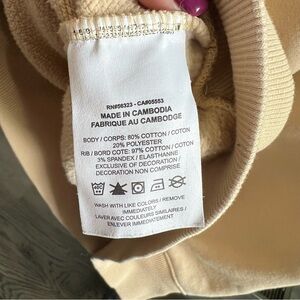 RN#56323 - CA#05553
MADE IN CAMBODIA
FABRIQUE AU CAMBODGE
BODY / CORPS: 80% COTTON / COTON
20% POLYESTER
RIB / BORD COTE: 97% COTTON / COTON
3% SPANDEX / ELASTHANNE
EXCLUSIVE OF DECORATION /
DECORATION NON COMPRISE
WASH WITH LIKE COLORS / REMOVE
IMMEDIATELY
LAVER AVEC COULEURS SIMILAIRES /
ENLEVER IMMEDIATEMENT